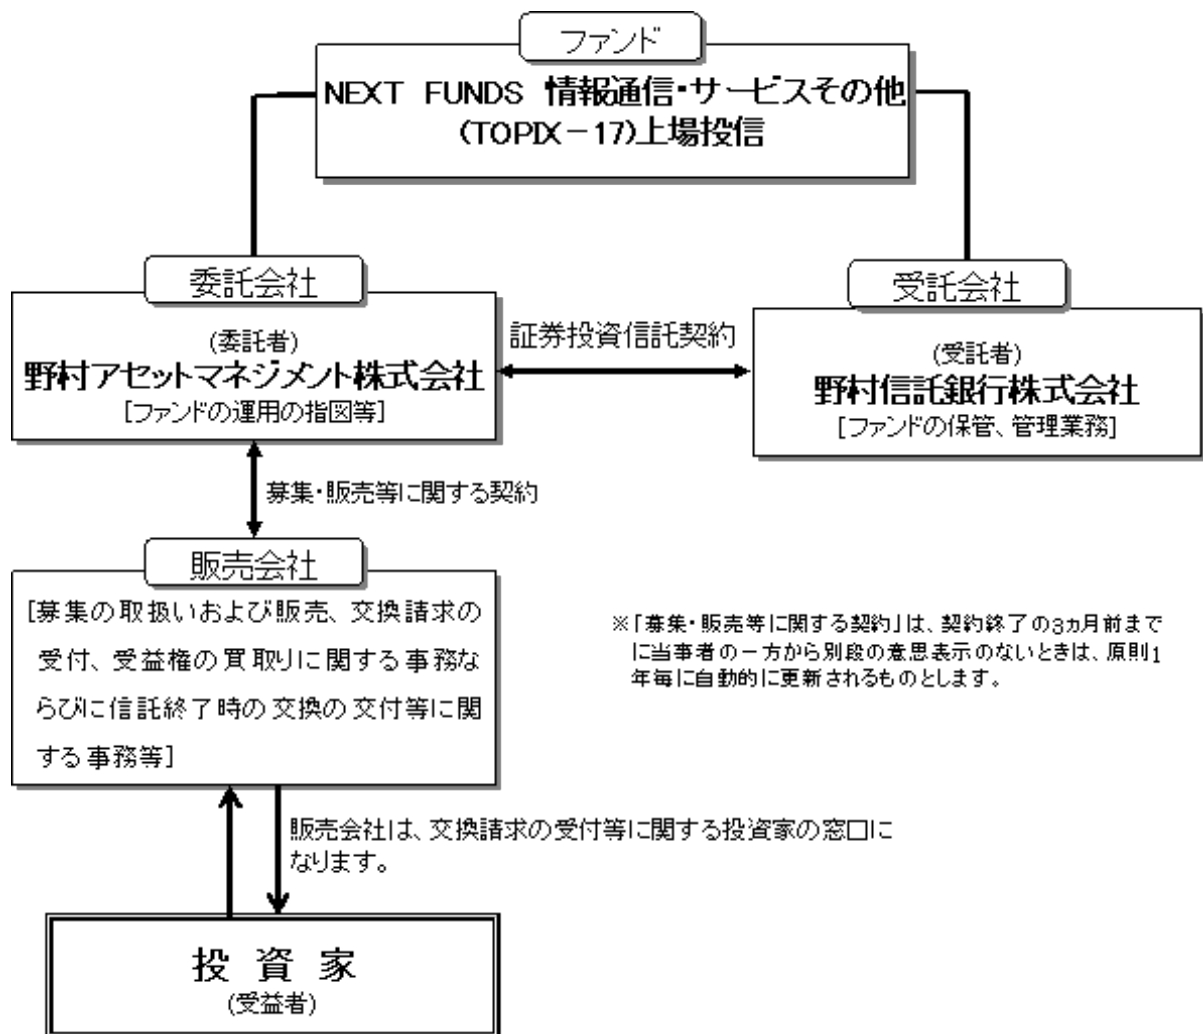 ファンド
NEXT FUNDS 情報通信・サービスその他
(TOPIX－17)上場投信
委託会社
(委託者)
野村アセットマネジメント株式会社
[ファンドの運用の指図等]
証券投資信託契約
受託会社
(受託者)
野村信託銀行株式会社
[ファンドの保管、管理業務]
募集・販売等に関する契約
販売会社
[募集の取扱いおよび販売、交換請求の
受付、受益権の買取りに関する事務な
らびに信託終了時の交換の交付等に関
する事務等]
※「募集・販売等に関する契約」は、契約終了の3ヵ月前まで
に当事者の一方から別段の意思表示のないときは、原則1
年毎に自動的に更新されるものとします。
販売会社は、交換請求の受付等に関する投資家の窓口に
なります。
投資家
(受益者)